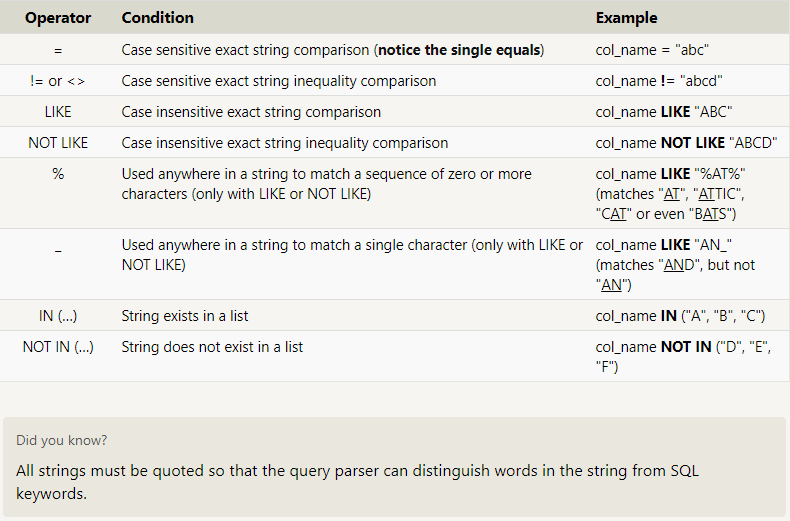 Operator Condition Example
= Case sensitive exact string comparison (notice the single equals) col_name = "abc"
!= or <> Case sensitive exact string inequality comparison col_name != "abcd"
LIKE Case insensitive exact string comparison col_name LIKE "ABC"
NOT LIKE Case insensitive exact string inequality comparison col_name NOT LIKE "ABCD"
% Used anywhere in a string to match a sequence of zero or more col_name LIKE "%AT%"
characters (only with LIKE or NOT LIKE) (matches "AT", "ATTIC",
"CAT" or even "BATS")
_ Used anywhere in a string to match a single character (only with LIKE or col_name LIKE "AN_"
NOT LIKE) (matches "AND", but not
"AN")
IN (…) String exists in a list col_name IN ("A", "B", "C")
NOT IN (…) String does not exist in a list col_name NOT IN ("D", "E",
"F")
Did you know?
All strings must be quoted so that the query parser can distinguish words in the string from SQL
keywords.